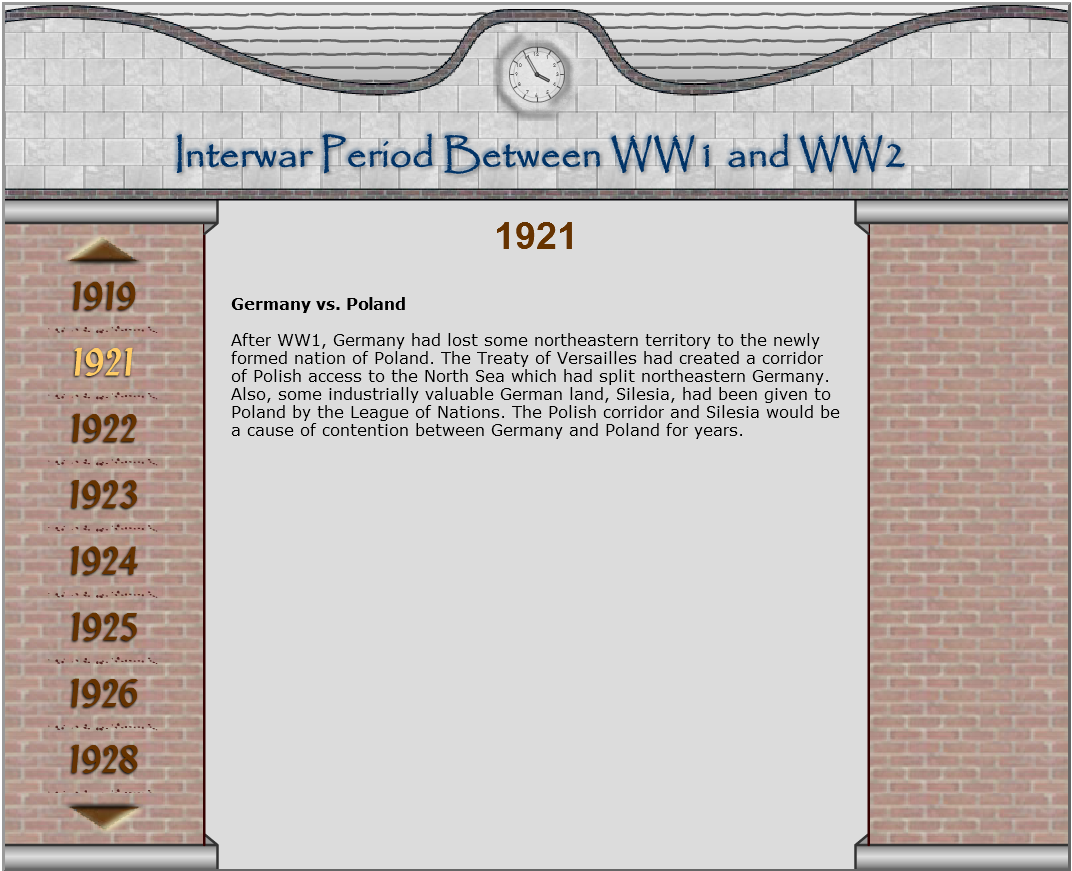 Interwar Period Between WW1 and WW2
1919
1921
1922
1923
1924
1925
1926
1928
1921
Germany vs. Poland
After WW1, Germany had lost some northeastern territory to the newly
formed nation of Poland. The Treaty of Versailles had created a corridor
of Polish access to the North Sea which had split northeastern Germany.
Also, some industrially valuable German land, Silesia, had been given to
Poland by the League of Nations. The Polish corridor and Silesia would be
a cause of contention between Germany and Poland for years.